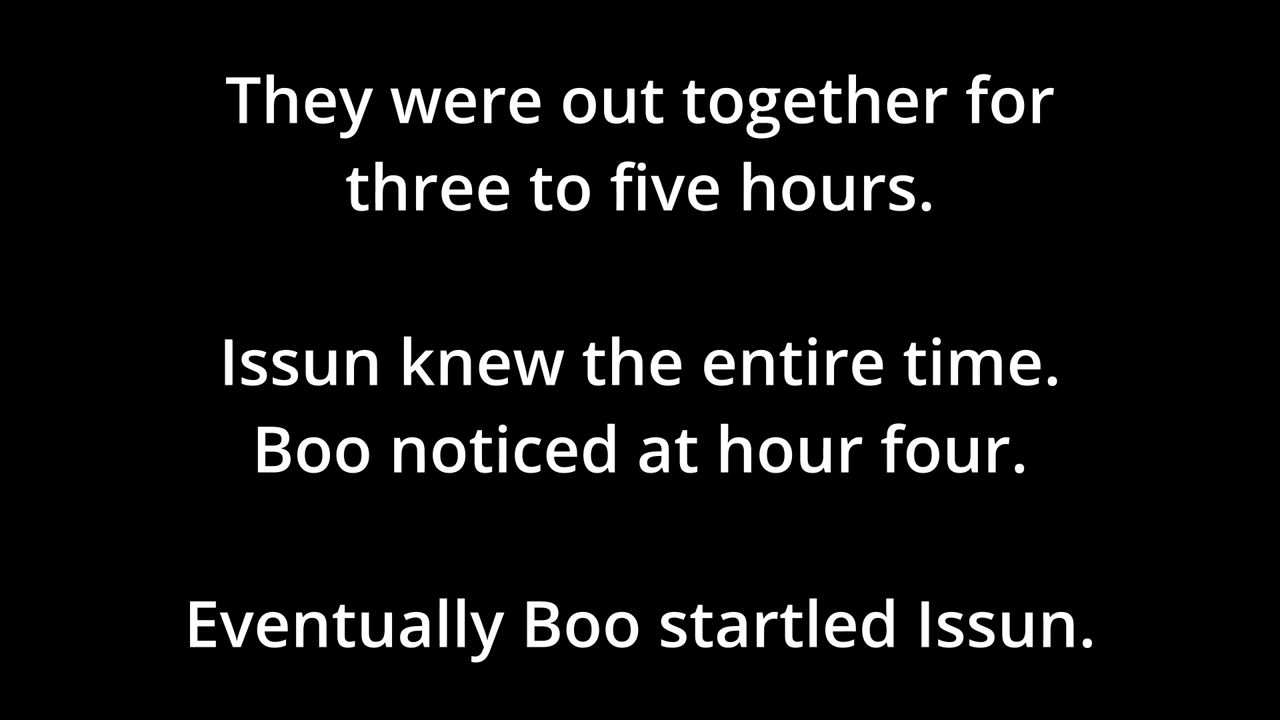 They were out together for
three to five hours.
Issun knew the entire time.
Boo noticed at hour four.
Eventually Boo startled Issun.